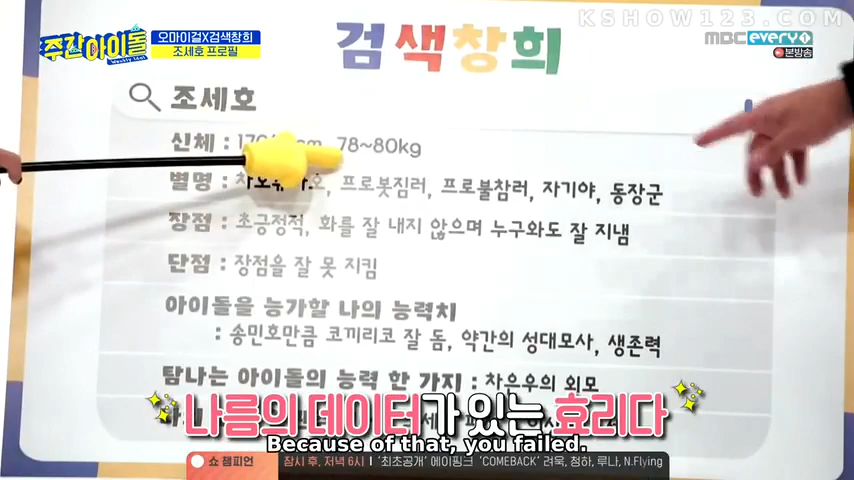 KSHOW123.COM
주간아이돌
Weekly Idol
오마이걸X검색창희
조세호 프로필
MBC every1
본방송
검색창희
조세호
신체 : 78~80kg
별명 : 프로봇짐러, 프로불참러, 자기야, 동장군
장점 : 초긍정적, 화를 잘 내지 않으며 누구와도 잘 지냄
단점 : 장점을 잘 못 지킴
아이돌을 능가할 나의 능력치
: 송민호만큼 코끼리코 잘 돔, 약간의 성대모사, 생존력
탐나는 아이돌의 능력 한 가지 : 차은우의 외모
나름의 데이터가 있는 효리다
Because of that, you failed.
쇼 챔피언
잠시 후, 저녁 6시 | '최초공개' 에이핑크 'COMEBACK' 려욱, 청하, 루나, N.Flying